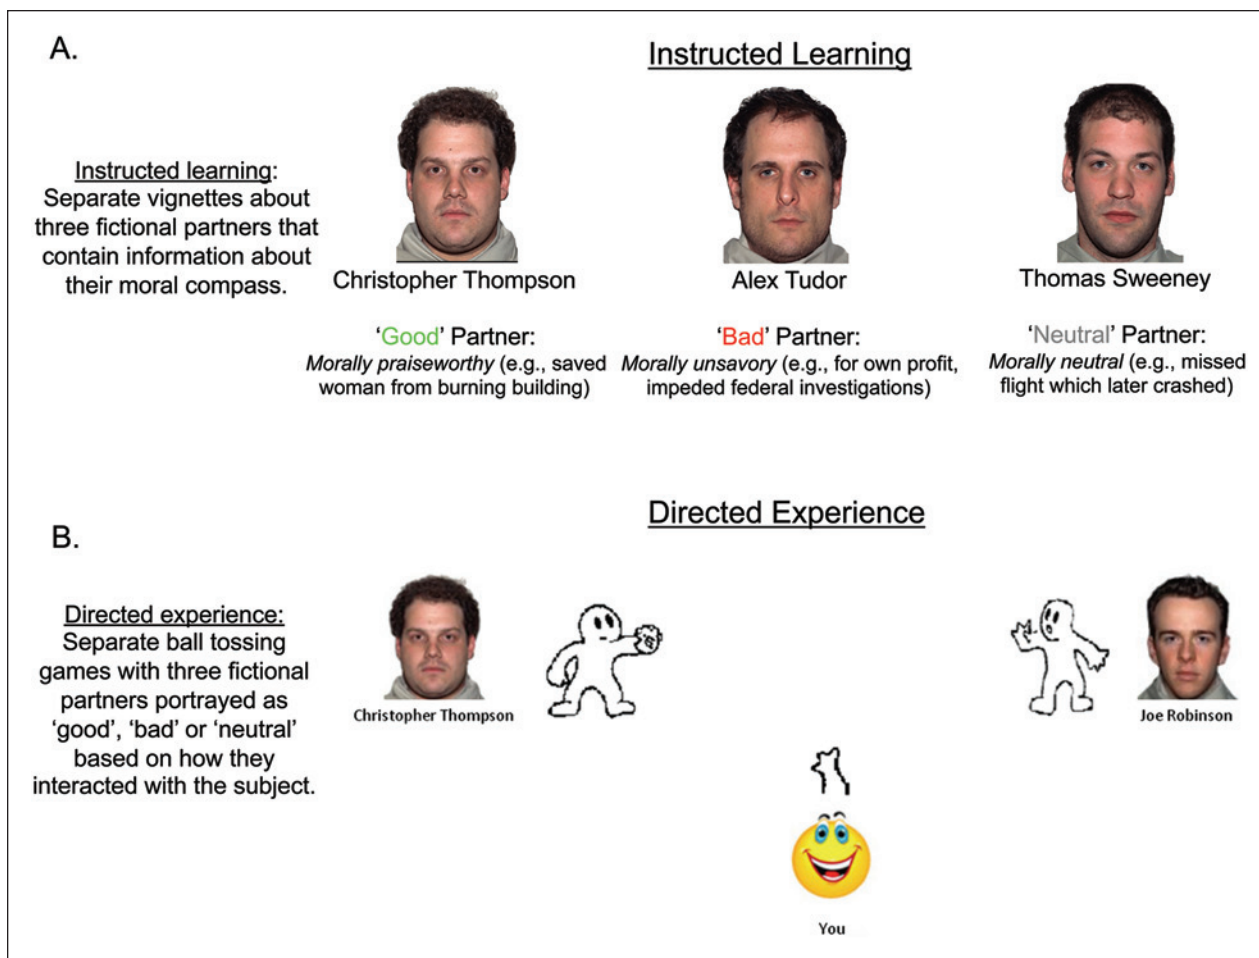 A.
Instructed Learning
Instructed learning:
Separate vignettes about
three fictional partners that
contain information about
their moral compass.
Christopher Thompson
Alex Tudor
Thomas Sweeney
‘Good’ Partner:
Morally praiseworthy (e.g., saved
woman from burning building)
‘Bad’ Partner:
Morally unsavory (e.g., for own profit,
impeded federal investigations)
‘Neutral’ Partner:
Morally neutral (e.g., missed
flight which later crashed)
Directed Experience
B.
Directed experience:
Separate ball tossing
games with three fictional
partners portrayed as
‘good’, ‘bad’ or ‘neutral’
based on how they
interacted with the subject.
Christopher Thompson
Joe Robinson
You